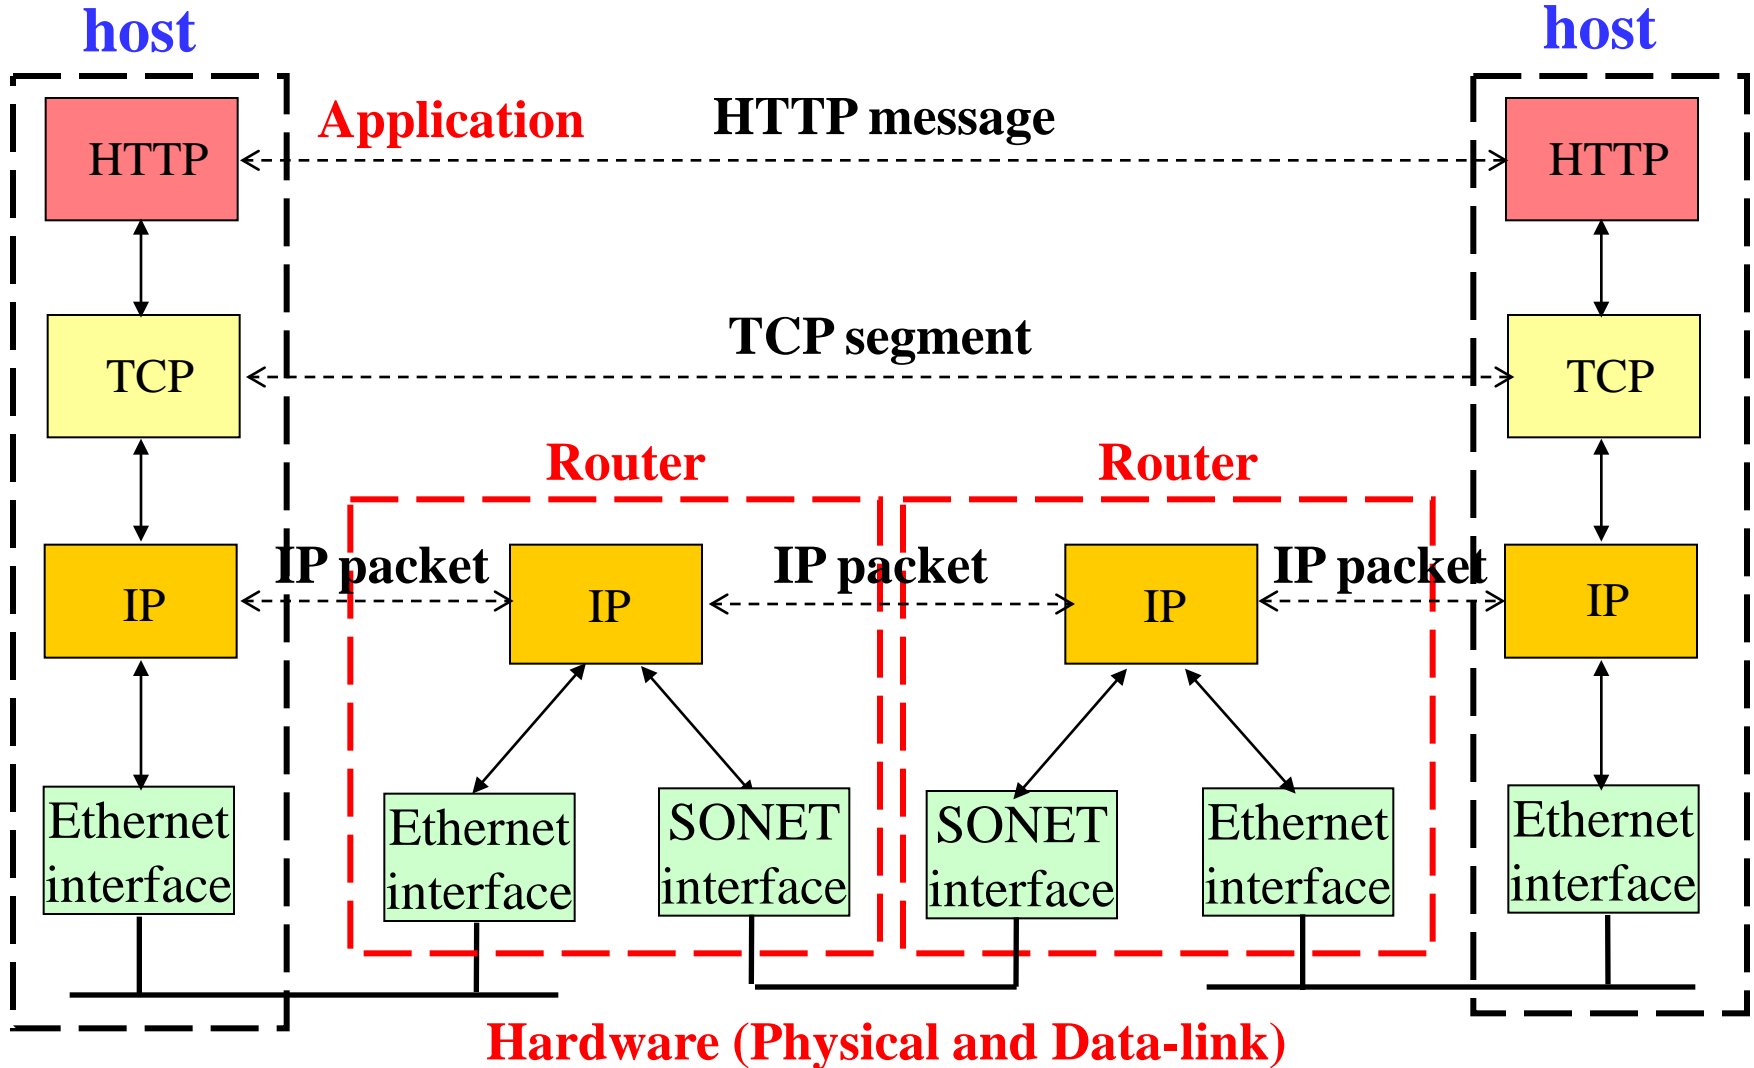 host
host
HTTP
Application
HTTP message
HTTP
TCP
TCP segment
TCP
Router
Router
IP
IP packet
IP
IP packet
IP
IP packet
IP
Ethernet
interface
Ethernet
interface
SONET
interface
SONET
interface
Ethernet
interface
Ethernet
interface
Hardware (Physical and Data-link)